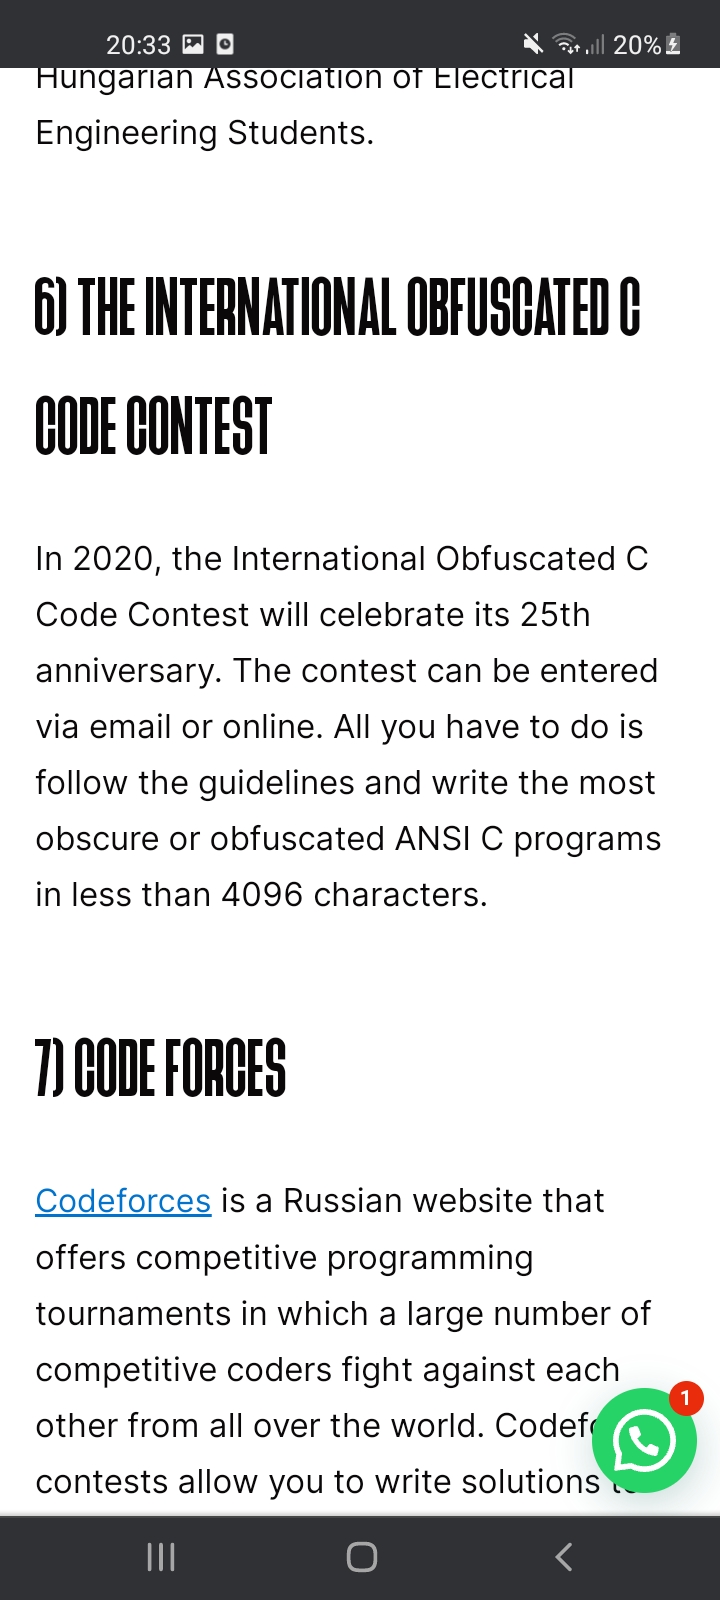 20:33 20%
Hungarian Association of Electrical
Engineering Students.
6) THE INTERNATIONAL OBFUSCATED C
CODE CONTEST
In 2020, the International Obfuscated C
Code Contest will celebrate its 25th
anniversary. The contest can be entered
via email or online. All you have to do is
follow the guidelines and write the most
obscure or obfuscated ANSI C programs
in less than 4096 characters.
7) CODE FORCES
Codeforces is a Russian website that
offers competitive programming
tournaments in which a large number of
competitive coders fight against each
1
other from all over the world.
contests allow you to write solutions